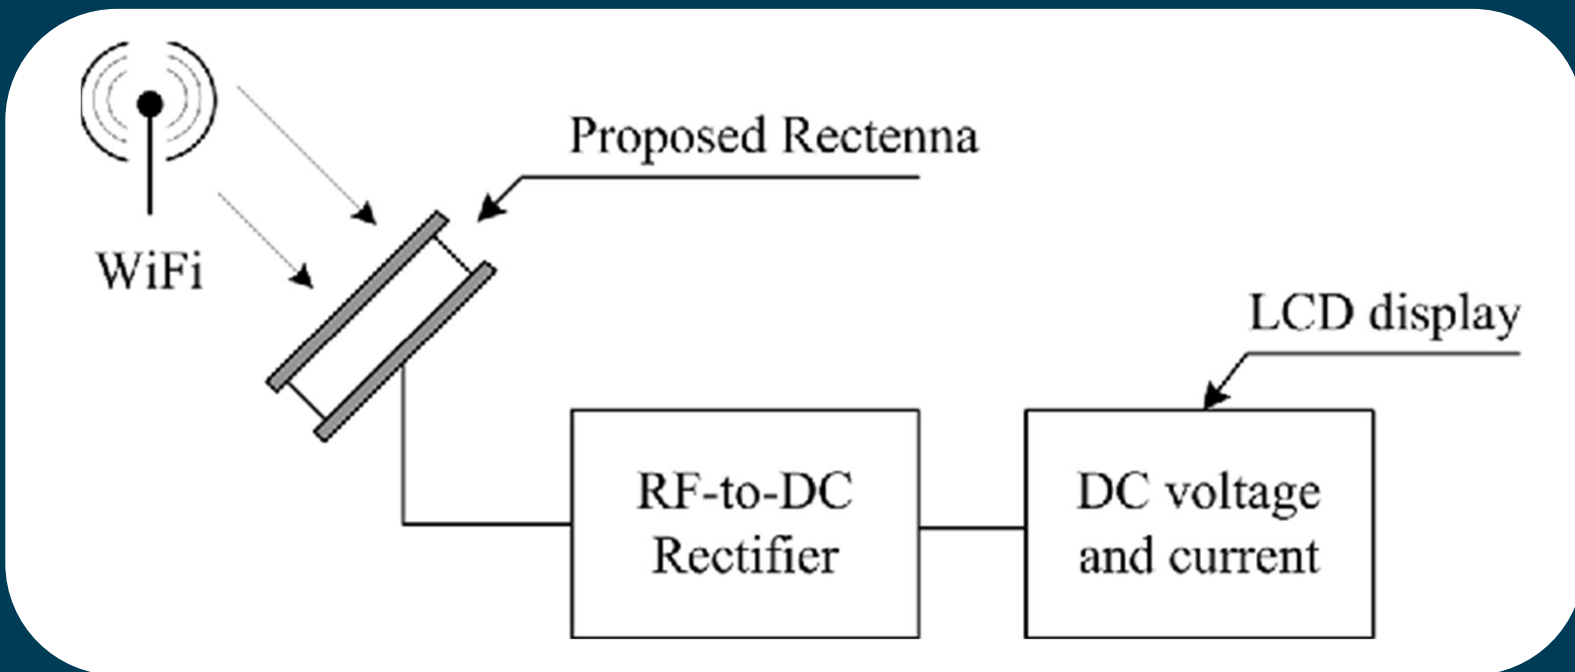 WiFi
Proposed Rectenna
LCD display
RF-to-DC
Rectifier
DC voltage
and current